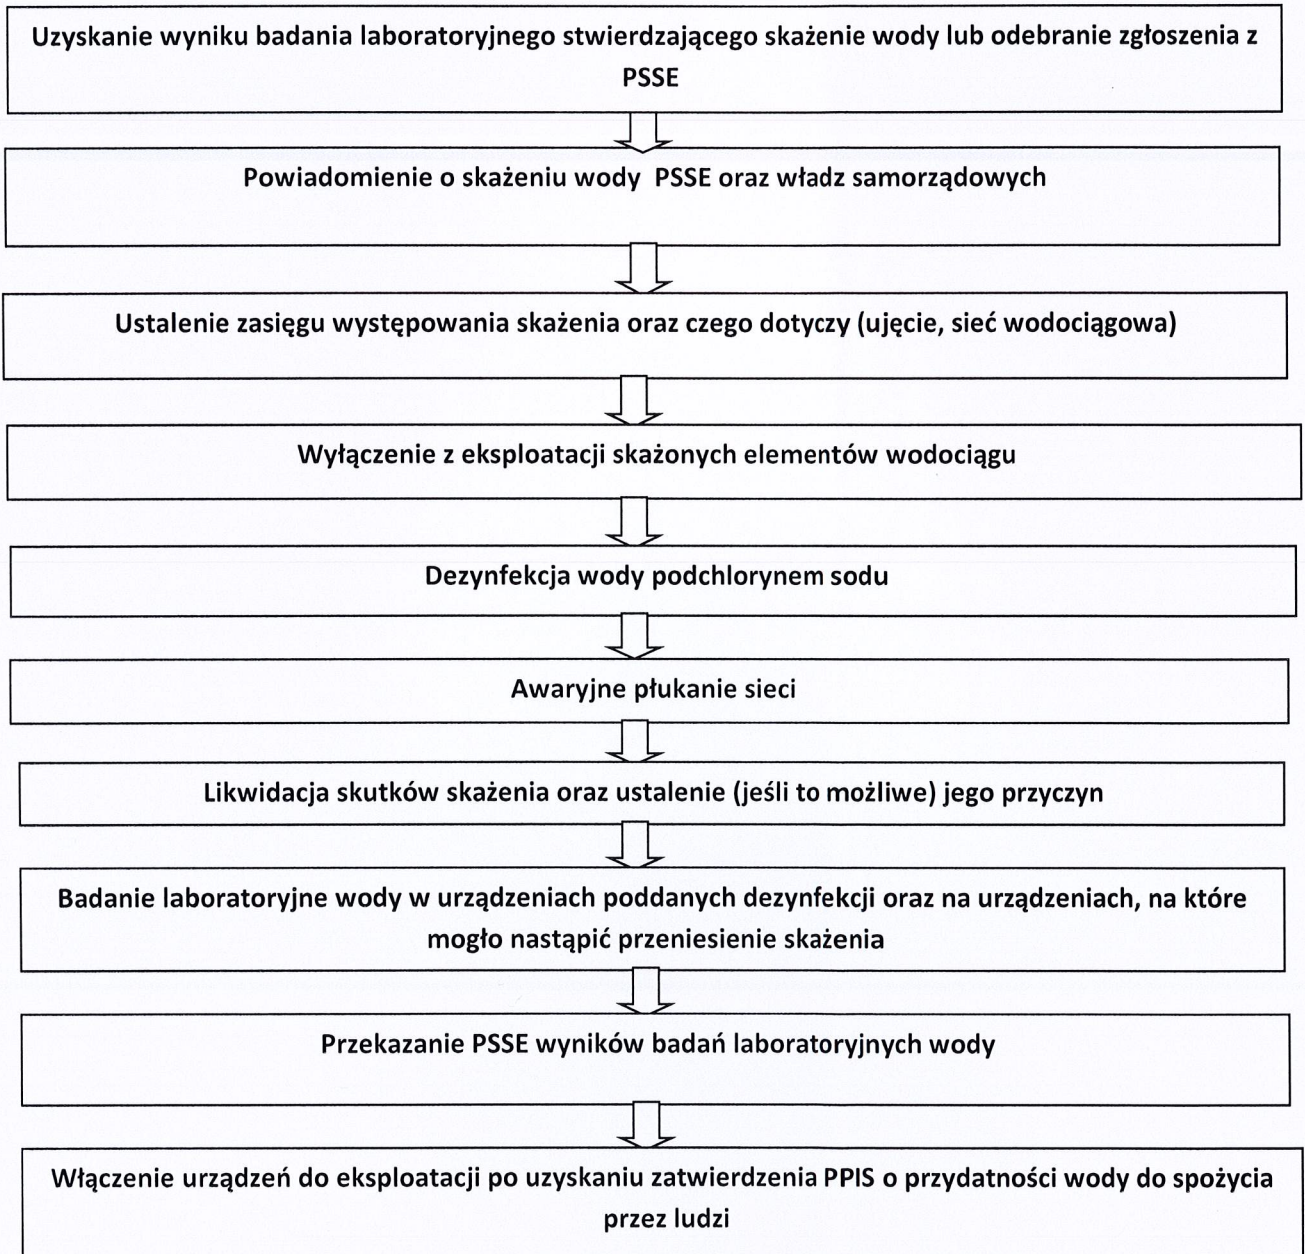 Uzyskanie wyniku badania laboratoryjnego stwierdzającego skażenie wody lub odebranie zgłoszenia z
PSSE
Powiadomienie o skażeniu wody PSSE oraz władz samorządowych
Ustalenie zasięgu występowania skażenia oraz czego dotyczy (ujęcie, sieć wodociągowa)
Wyłączenie z eksploatacji skażonych elementów wodociągu
Dezynfekcja wody podchlorynem sodu
Awaryjne płukanie sieci
Likwidacja skutków skażenia oraz ustalenie (jeśli to możliwe) jego przyczyn
Badanie laboratoryjne wody w urządzeniach poddanych dezynfekcji oraz na urządzeniach, na które
mogło nastąpić przeniesienie skażenia
Przekazanie PSSE wyników badań laboratoryjnych wody
Włączenie urządzeń do eksploatacji po uzyskaniu zatwierdzenia PPIS o przydatności wody do spożycia
przez ludzi